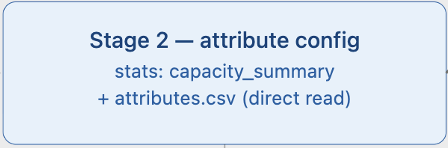 Stage 2 — attribute config
stats: capacity_summary
+ attributes.csv (direct read)